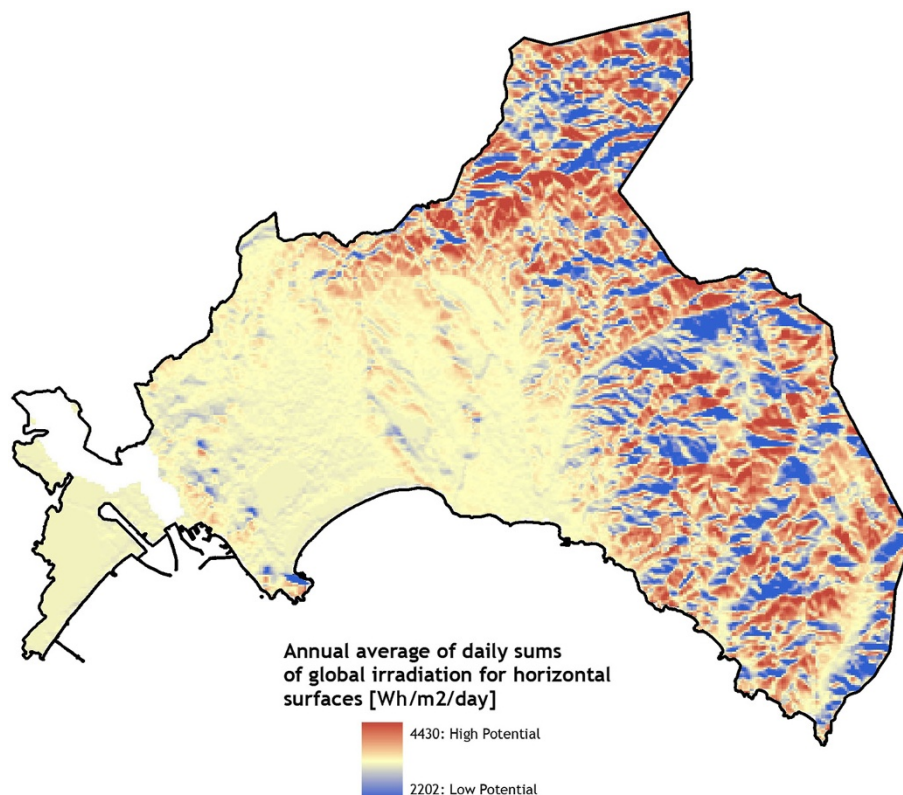 Annual average of daily sums
of global irradiation for horizontal
surfaces [Wh/m2/day]
4430: High Potential
2202: Low Potential